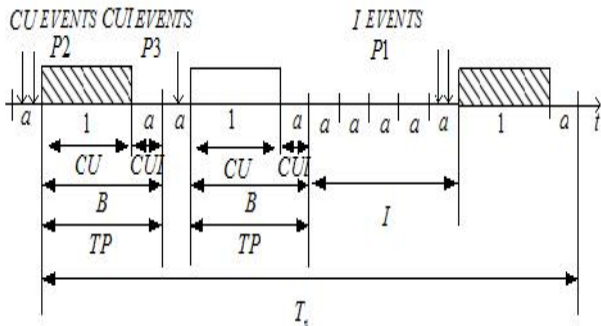 CU EVENTS CUI EVENTS I EVENTS
P2 P3 P1
a 1 a a 1 a a a a a a 1 a t
CU CUI CU CUI
B B I
TP TP